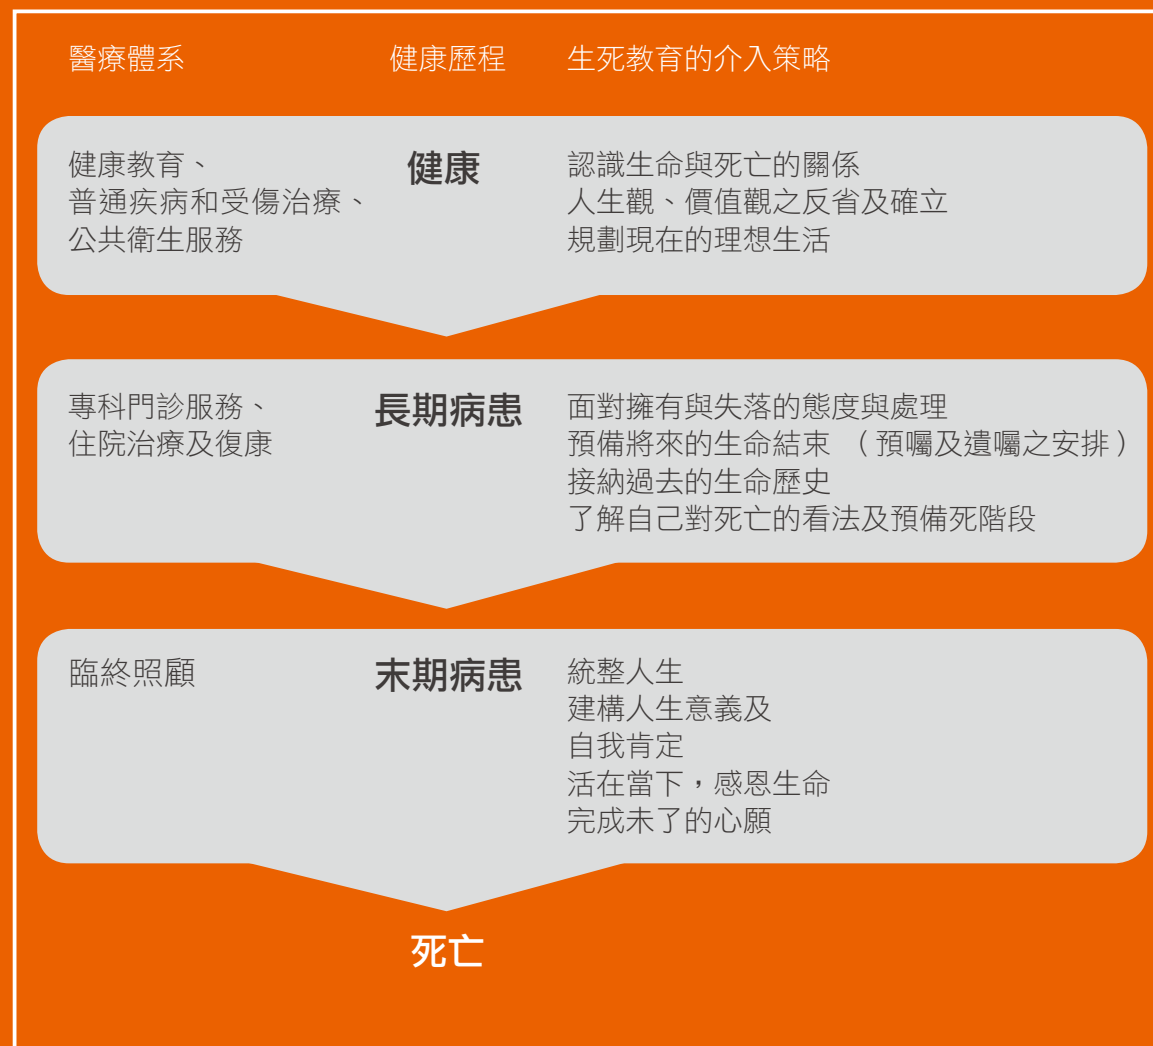 醫療體系 健康歷程 生死教育的介入策略
健康教育、
普通疾病和受傷治療、
公共衛生服務
健康
認識生命與死亡的關係
人生觀、價值觀之反省及確立
規劃現在的理想生活
專科門診服務、
住院治療及復康
長期病患
面對擁有與失落的態度與處理
預備將來的生命結束 （預囑及遺囑之安排）
接納過去的生命歷史
了解自己對死亡的看法及預備死階段
臨終照顧
末期病患
統整人生
建構人生意義及
自我肯定
活在當下，感恩生命
完成未了的心願
死亡